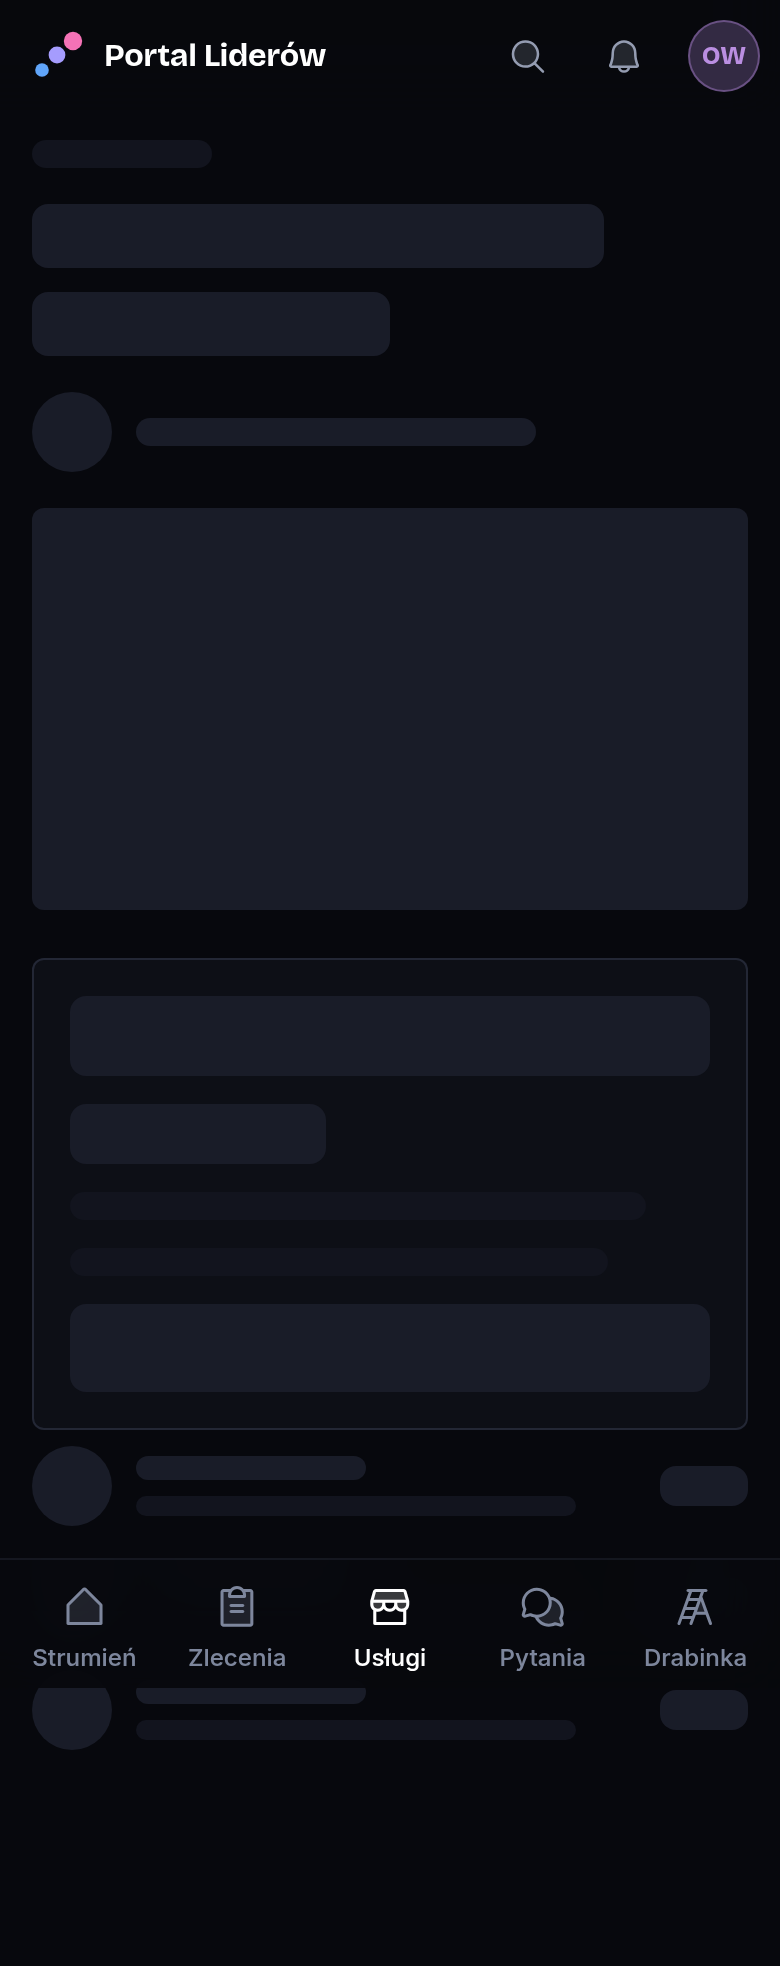 Portal Liderów
OW
Strumień
Zlecenia
Usługi
Pytania
Drabinka